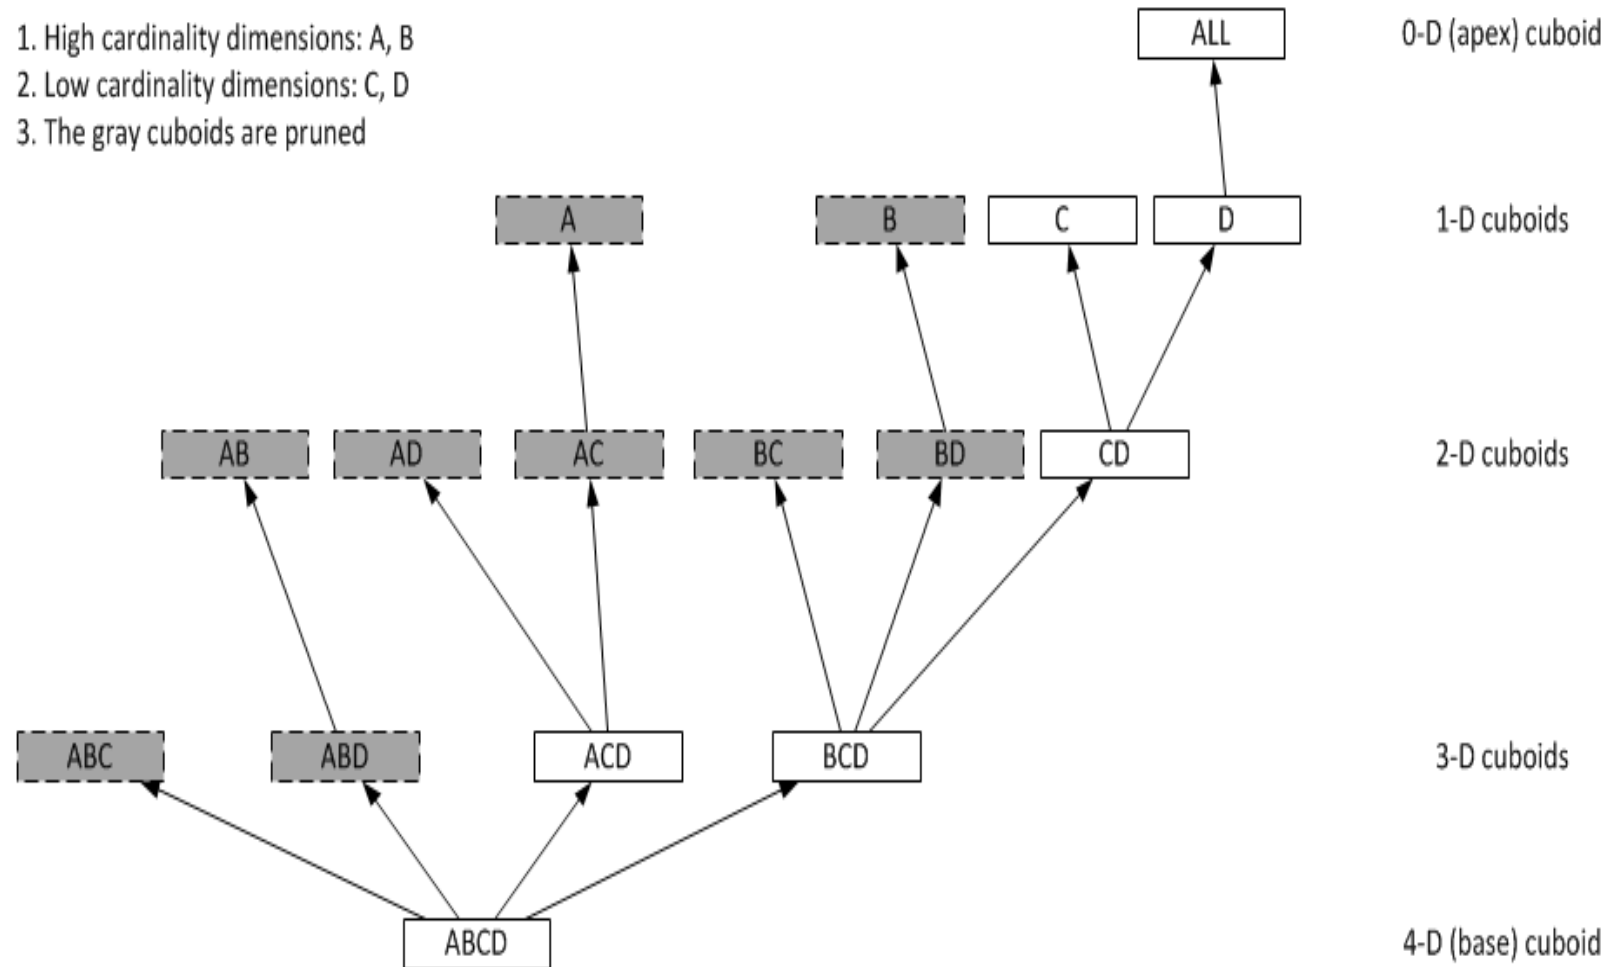 1. High cardinality dimensions: A, B
2. Low cardinality dimensions: C, D
3. The gray cuboids are pruned
ALL
0-D (apex) cuboid
A
B
C
D
1-D cuboids
AB
AD
AC
BC
BD
CD
2-D cuboids
ABC
ABD
ACD
BCD
3-D cuboids
ABCD
4-D (base) cuboid